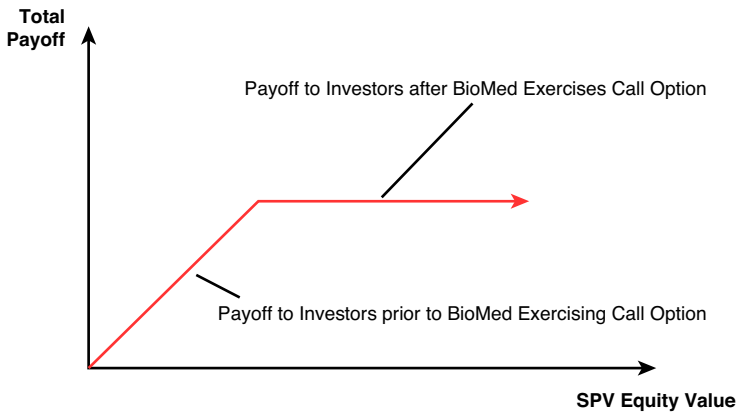 Total
Payoff
Payoff to Investors after BioMed Exercises Call Option
Payoff to Investors prior to BioMed Exercising Call Option
SPV Equity Value